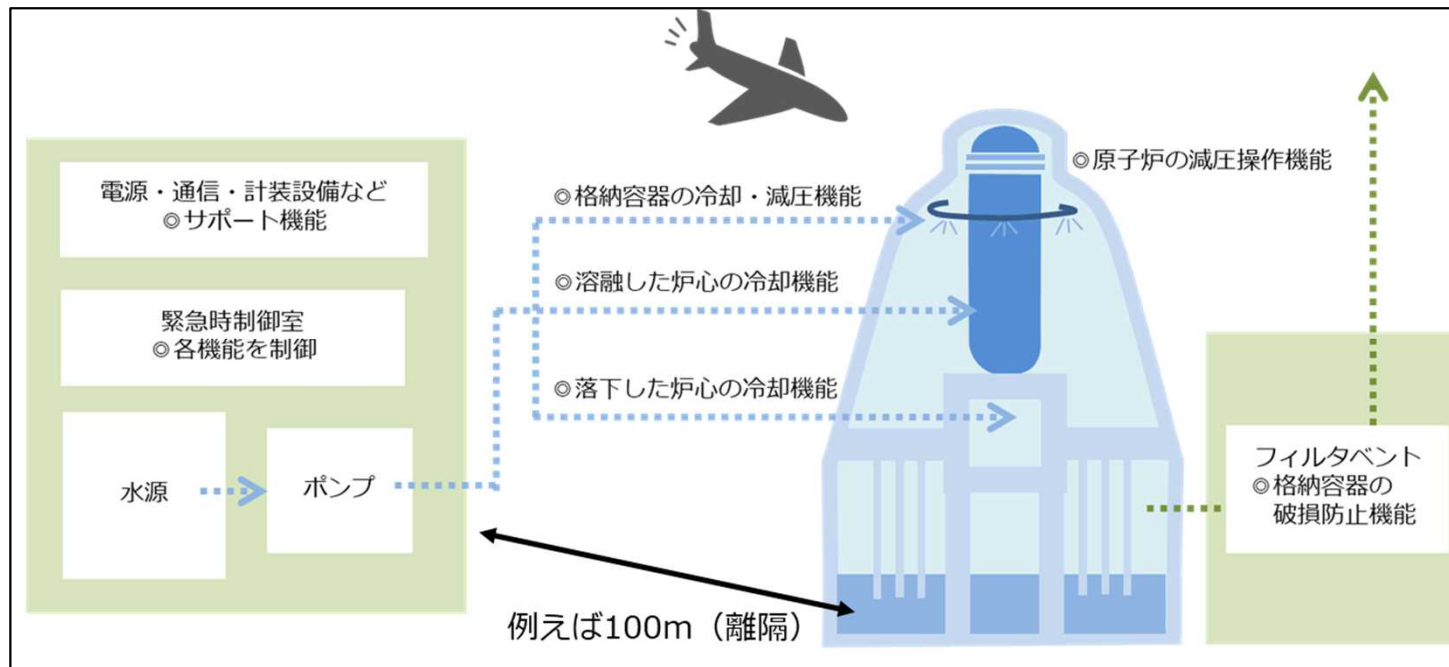 電源・通信・計装設備など
◎サポート機能
緊急時制御室
◎各機能を制御
水源
ポンプ
◎格納容器の冷却・減圧機能
◎溶融した炉心の冷却機能
◎落下した炉心の冷却機能
◎原子炉の減圧操作機能
フィルタベント
◎格納容器の
破損防止機能
例えば100m（離隔）